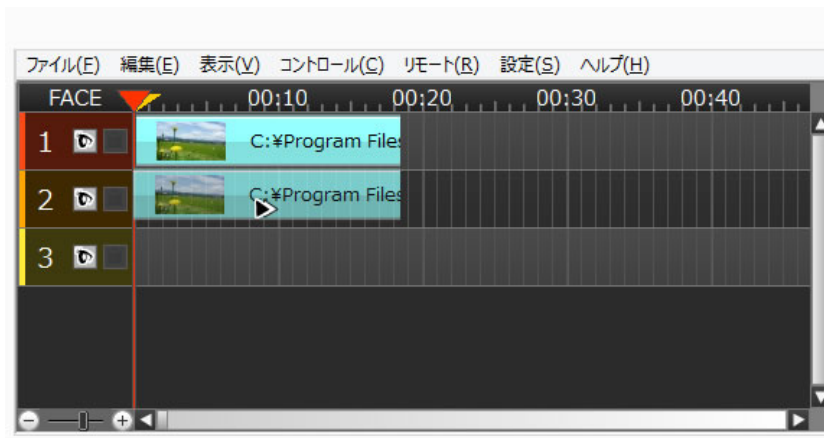 ファイル(F) 編集(E) 表示(V) コントロール(C) リモート(R) 設定(S) ヘルプ(H)
FACE 00:10 00:20 00:30 00:40
1 C:¥Program Files
2 C:¥Program Files
3